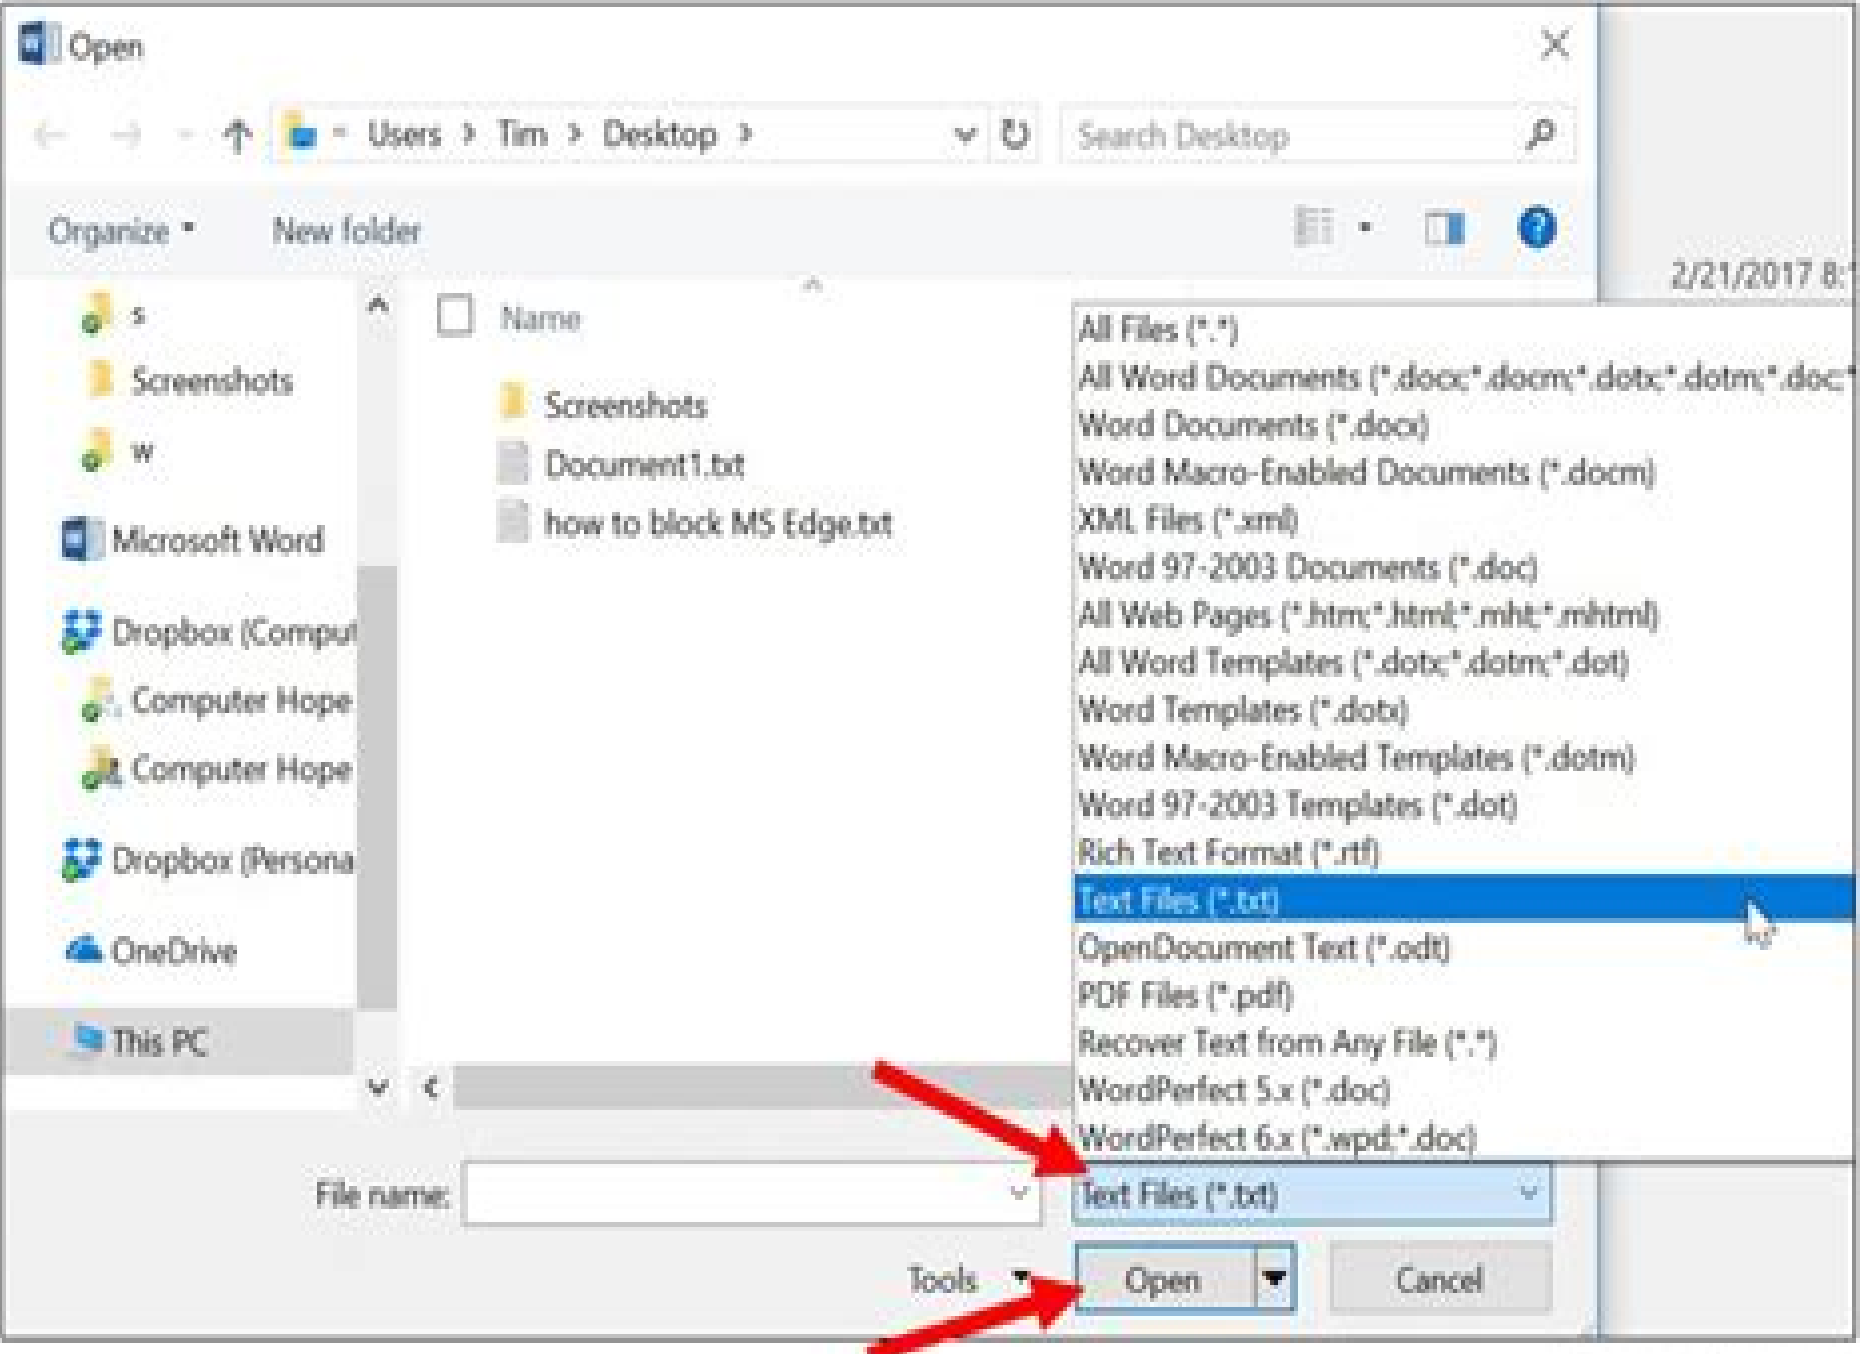 Open
Users > Tim > Desktop >
Search Desktop
Organize
New folder
2/21/2017 8:
s
Screenshots
w
Microsoft Word
Dropbox (Comput
Computer Hope
Computer Hope
Dropbox (Persona
OneDrive
This PC
Name
Screenshots
Document1.txt
how to block MS Edge.txt
All Files (*.*)
All Word Documents (*.docx;*.docm;*.dotx;*.dotm;*.doc;*
Word Documents (*.docx)
Word Macro-Enabled Documents (*.docm)
XML Files (*.xml)
Word 97-2003 Documents (*.doc)
All Web Pages (*.htm;*.html;*.mht;*.mhtml)
All Word Templates (*.dotx;*.dotm;*.dot)
Word Templates (*.dotx)
Word Macro-Enabled Templates (*.dotm)
Word 97-2003 Templates (*.dot)
Rich Text Format (*.rtf)
Text Files (*.txt)
OpenDocument Text (*.odt)
PDF Files (*.pdf)
Recover Text from Any File (*.*)
WordPerfect 5.x (*.doc)
WordPerfect 6.x (*.wpd;*.doc)
File name:
Text Files (*.txt)
Tools
Open
Cancel